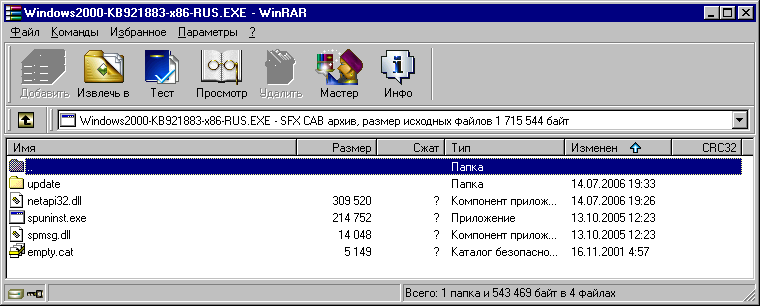 Windows2000-KB921883-x86-RUS.EXE - WinRAR
Файл Команды Избранное Параметры ?
Добавить Извлечь в Тест Просмотр Удалить Мастер Инфо
Windows2000-KB921883-x86-RUS.EXE - SFX CAB архив, размер исходных файлов 1 715 544 байт
Имя Размер Сжат Тип Изменен CRC32
.. Папка
update Папка 14.07.2006 19:33
netapi32.dll 309 520 ? Компонент прилож... 14.07.2006 19:26
spuninst.exe 214 752 ? Приложение 13.10.2005 12:23
spmsg.dll 14 048 ? Компонент прилож... 13.10.2005 12:23
empty.cat 5 149 ? Каталог безопасно... 16.11.2001 4:57
Всего: 1 папка и 543 469 байт в 4 файлах